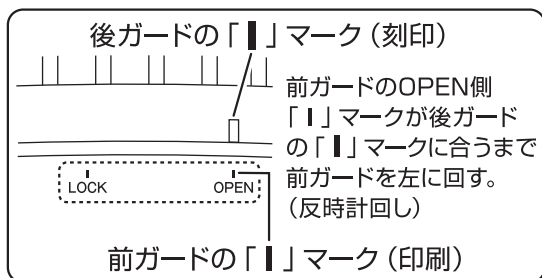 後ガードの「❚」マーク（刻印）
前ガードのOPEN側
「❙」マークが後ガード
の「❚」マークに合うまで
前ガードを左に回す。
（反時計回し）
LOCK
OPEN
前ガードの「❚」マーク（印刷）